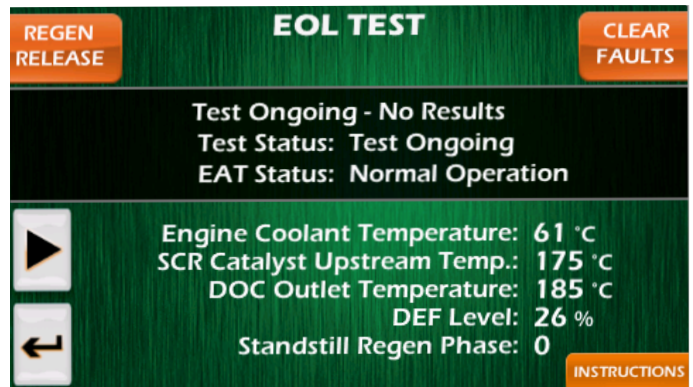 REGEN
RELEASE
EOL TEST
CLEAR
FAULTS
Test Ongoing - No Results
Test Status: Test Ongoing
EAT Status: Normal Operation
Engine Coolant Temperature: 61 °C
SCR Catalyst Upstream Temp.: 175 °C
DOC Outlet Temperature: 185 °C
DEF Level: 26 %
Standstill Regen Phase: 0
INSTRUCTIONS